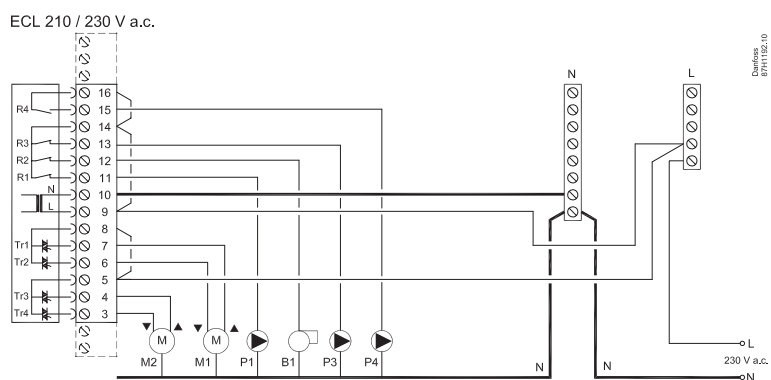 ECL 210 / 230 V a.c.
Danfoss
87H1192.10
N
L
16
R4
15
14
R3
13
R2
12
R1
11
N
10
L
9
8
Tr1
7
Tr2
6
5
Tr3
4
Tr4
3
M
M
M2
M1
P1
B1
P3
P4
N
N
L
230 V a.c.
N